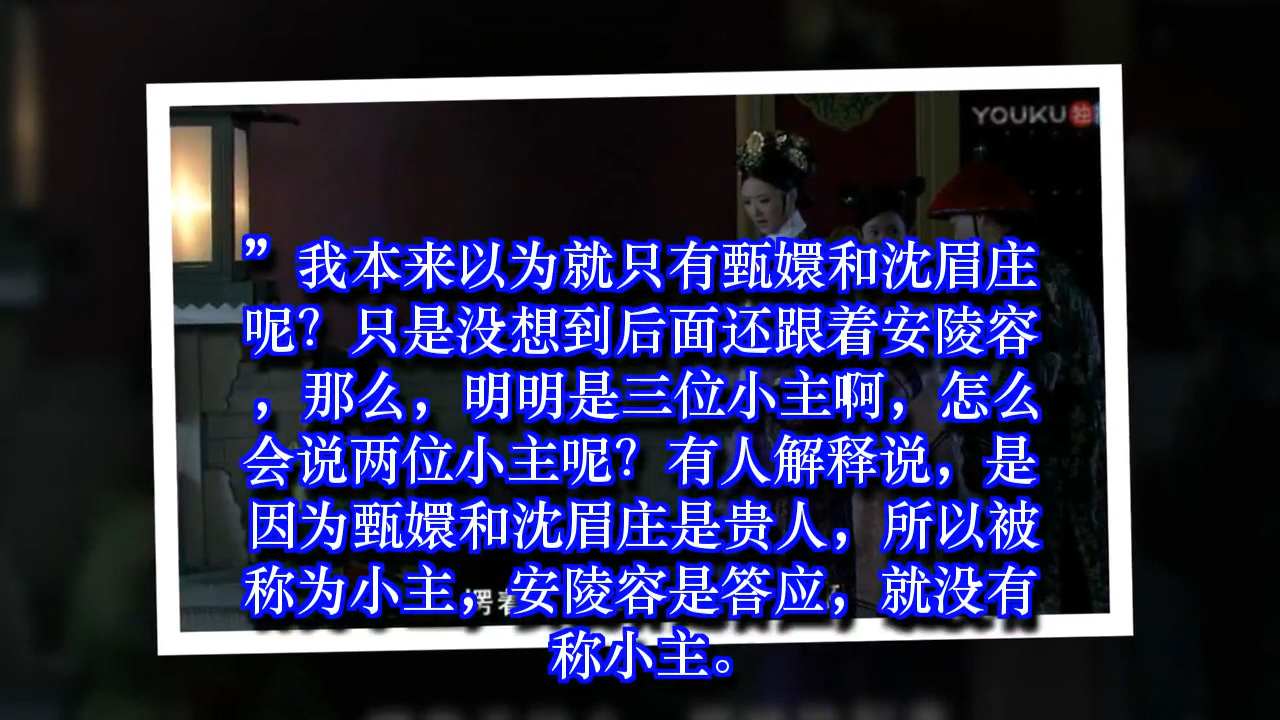 YOUKU 独
”我本来以为就只有甄嬛和沈眉庄
呢？只是没想到后面还跟着安陵容
，那么，明明是三位小主啊，怎么
会说两位小主呢？有人解释说，是
因为甄嬛和沈眉庄是贵人，所以被
称为小主，安陵容是答应，就没有
称小主。